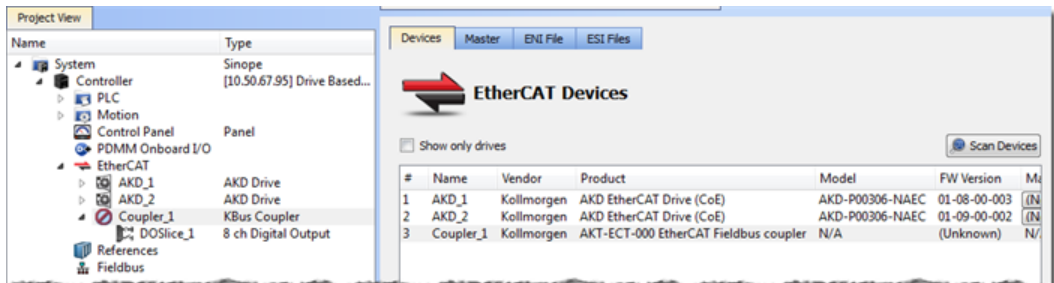 Project View
Name Type
System Sinope
Controller [10.50.67.95] Drive Based...
PLC
Motion
Control Panel Panel
PDMM Onboard I/O
EtherCAT
AKD_1 AKD Drive
AKD_2 AKD Drive
Coupler_1 KBus Coupler
DOSlice_1 8 ch Digital Output
References
Fieldbus
Devices Master ENI File ESI Files
EtherCAT Devices
Show only drives Scan Devices
# Name Vendor Product Model FW Version Ma
1 AKD_1 Kollmorgen AKD EtherCAT Drive (CoE) AKD-P00306-NAEC 01-08-00-003 (N
2 AKD_2 Kollmorgen AKD EtherCAT Drive (CoE) AKD-P00306-NAEC 01-09-00-002 (N
3 Coupler_1 Kollmorgen AKT-ECT-000 EtherCAT Fieldbus coupler N/A (Unknown) N/